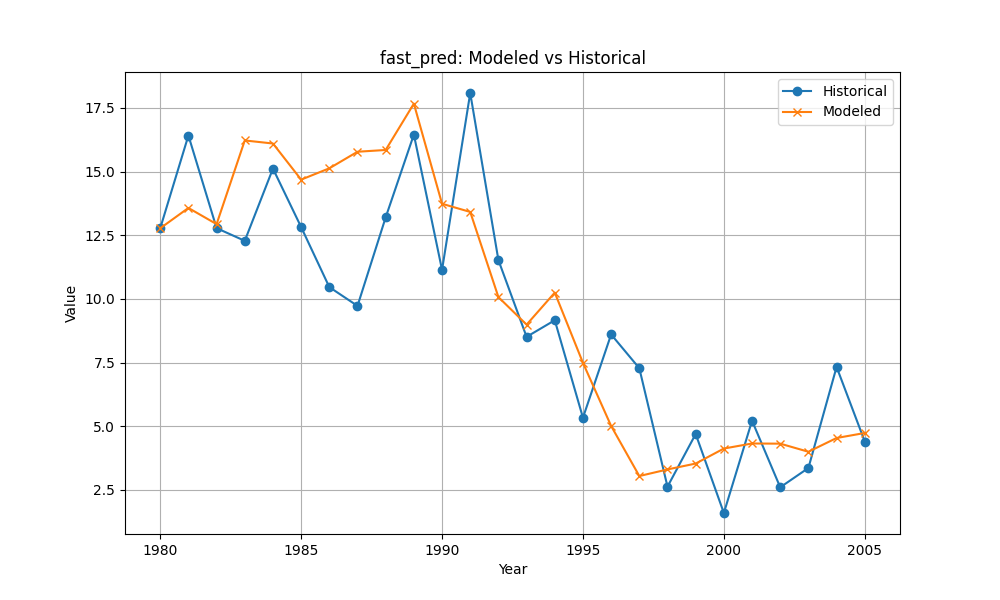 fast_pred: Modeled vs Historical
Historical
Modeled
17.5
15.0
12.5
10.0
7.5
5.0
2.5
Value
1980
1985
1990
1995
2000
2005
Year